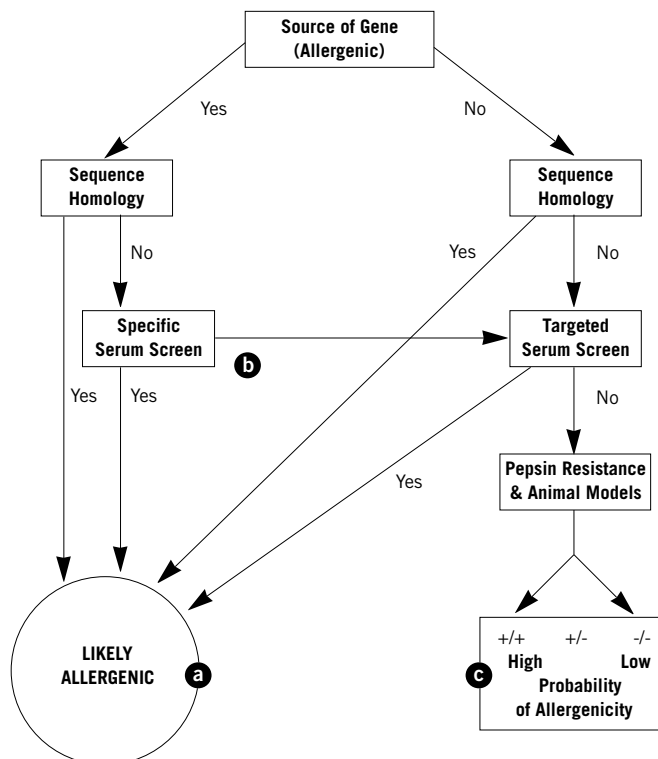 Source of Gene
(Allergenic)
Yes
No
Sequence
Homology
Sequence
Homology
No
Yes
No
Specific
Serum Screen
Targeted
Serum Screen
b
Yes
Yes
No
Yes
Pepsin Resistance
& Animal Models
LIKELY
ALLERGENIC
a
+/+ +/- -/-
High Low
c
Probability
of Allergenicity